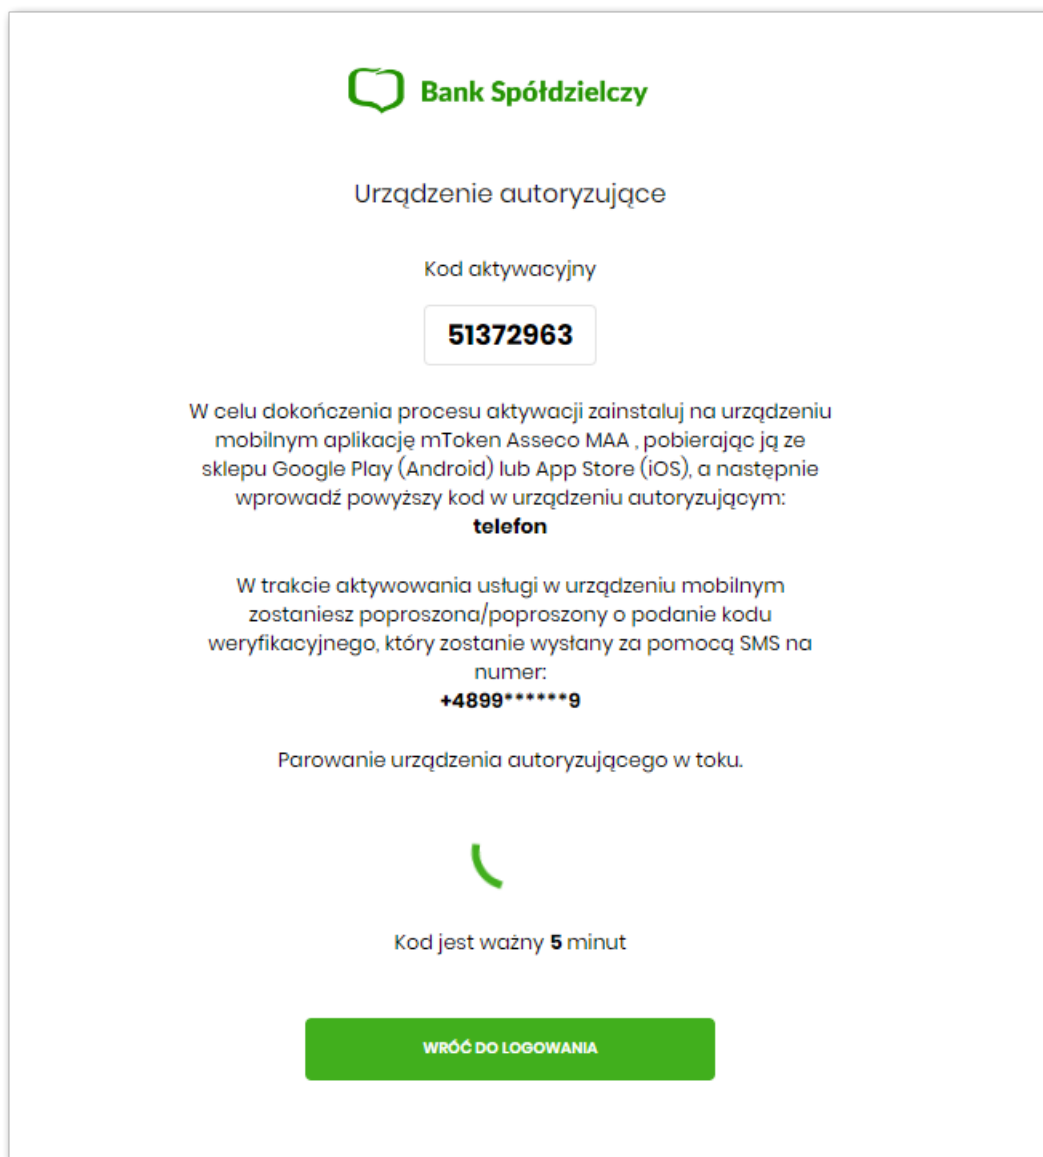 Bank Spółdzielczy
Urządzenie autoryzujące
Kod aktywacyjny
51372963
W celu dokończenia procesu aktywacji zainstaluj na urządzeniu
mobilnym aplikację mToken Asseco MAA , pobierając ją ze
sklepu Google Play (Android) lub App Store (iOS), a następnie
wprowadź powyższy kod w urządzeniu autoryzującym:
telefon
W trakcie aktywowania usługi w urządzeniu mobilnym
zostaniesz poproszona/poproszony o podanie kodu
weryfikacyjnego, który zostanie wysłany za pomocą SMS na
numer:
+4899******9
Parowanie urządzenia autoryzującego w toku.
Kod jest ważny 5 minut
WRÓĆ DO LOGOWANIA